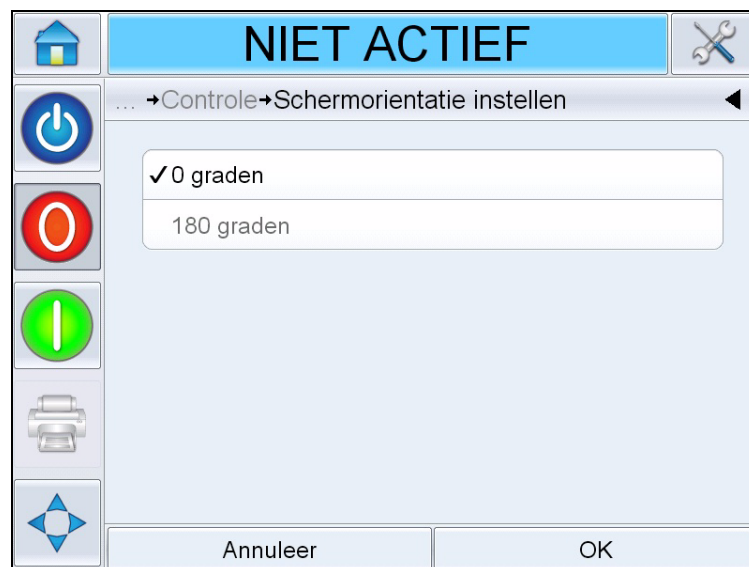 NIET ACTIEF
... →Controle→Schermorientatie instellen
✓0 graden
180 graden
Annuleer
OK